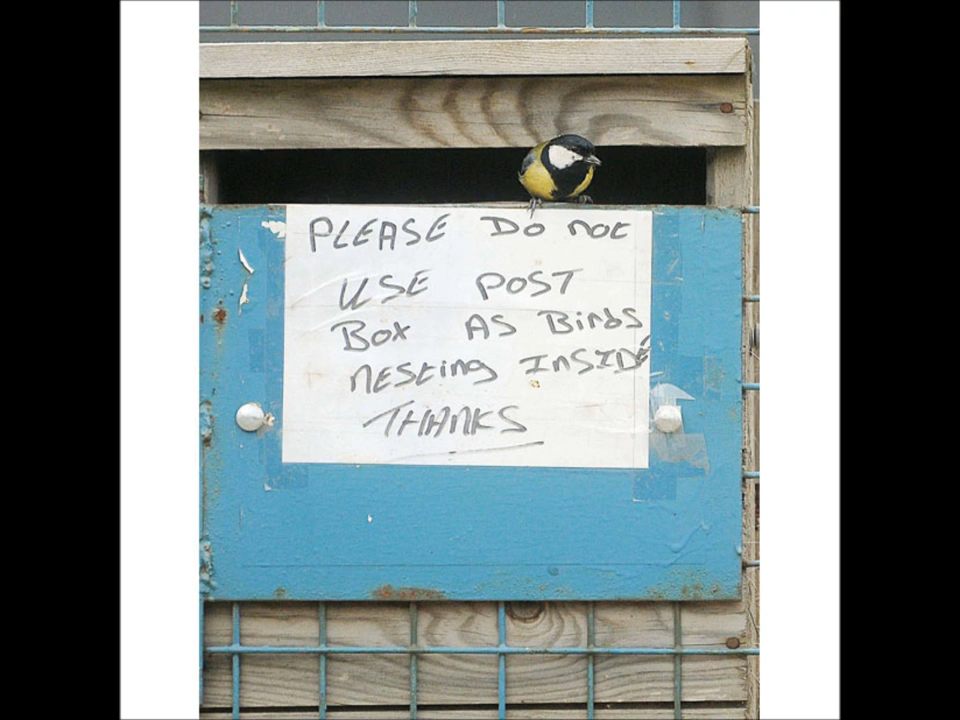 PLEASE DO NOT
USE POST
BOX AS BIRDS
NESTING INSIDE
THANKS